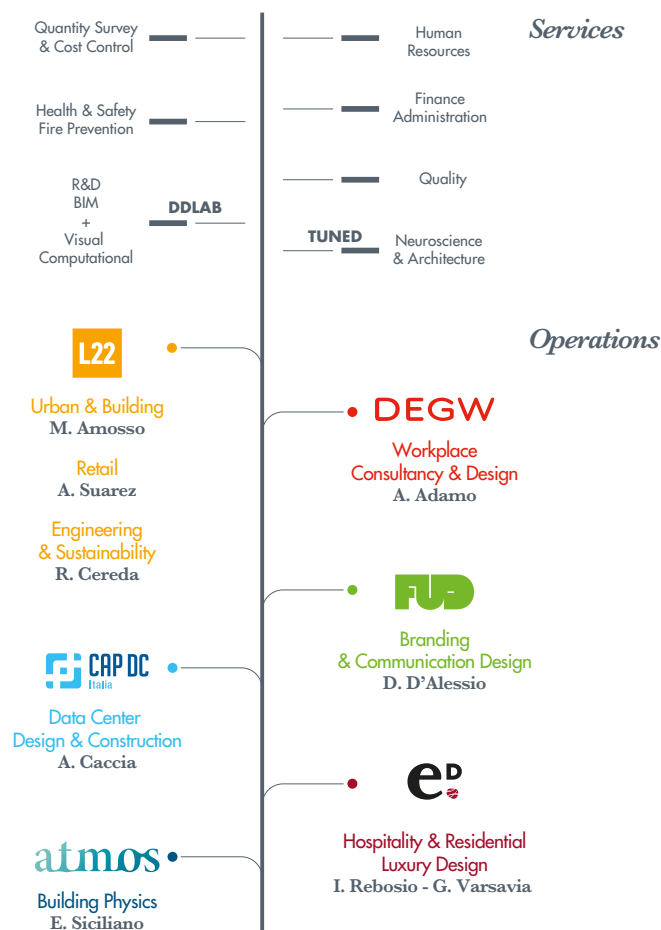 Services
Quantity Survey
& Cost Control
Human
Resources
Health & Safety
Fire Prevention
Finance
Administration
R&D
BIM
+
Visual
Computational
DDLAB
Quality
TUNED
Neuroscience
& Architecture
Operations
L22
Urban & Building
M. Amosso
Retail
A. Suarez
Engineering
& Sustainability
R. Cereda
DEGW
Workplace
Consultancy & Design
A. Adamo
FUD
Branding
& Communication Design
D. D'Alessio
CAP DC
Italia
Data Center
Design & Construction
A. Caccia
eD
Hospitality & Residential
Luxury Design
I. Rebosio - G. Varsavia
atmos
Building Physics
E. Siciliano